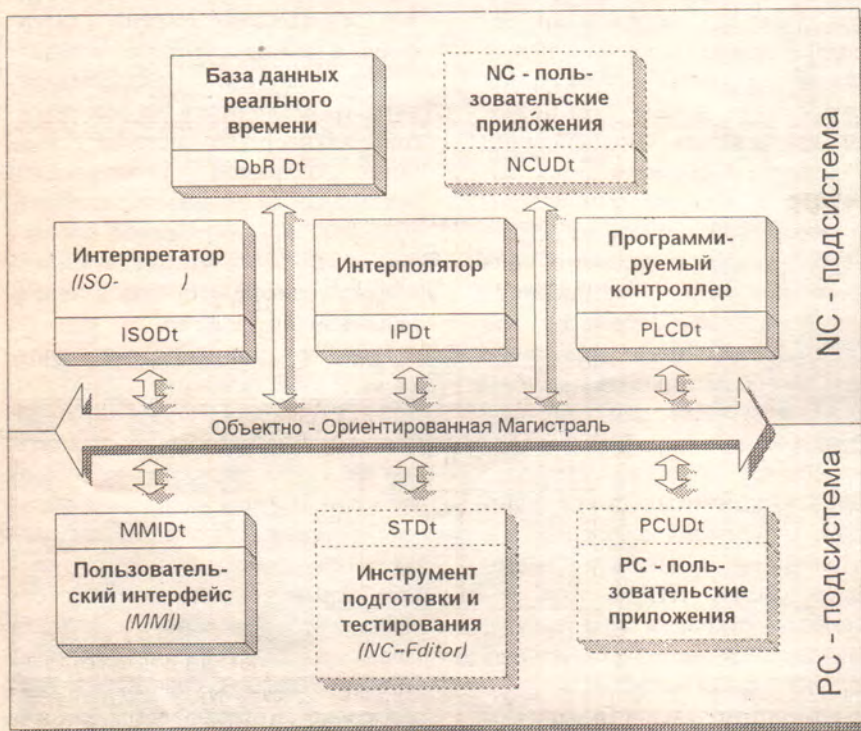 База данных
реального
времени
DbR Dt
NC - поль-
зовательские
приложения
NCUDt
NC - подсистема
Интерпретатор
(ISO- )
ISODt
Интерполятор
IPDt
Программи-
руемый
контроллер
PLCDt
Объектно - Ориентированная Магистраль
MMIDt
Пользователь-
ский интерфейс
(MMI)
STDt
Инструмент
подготовки и
тестирования
(NC-Fditor)
PCUDt
PC - поль-
зовательские
приложения
PC - подсистема